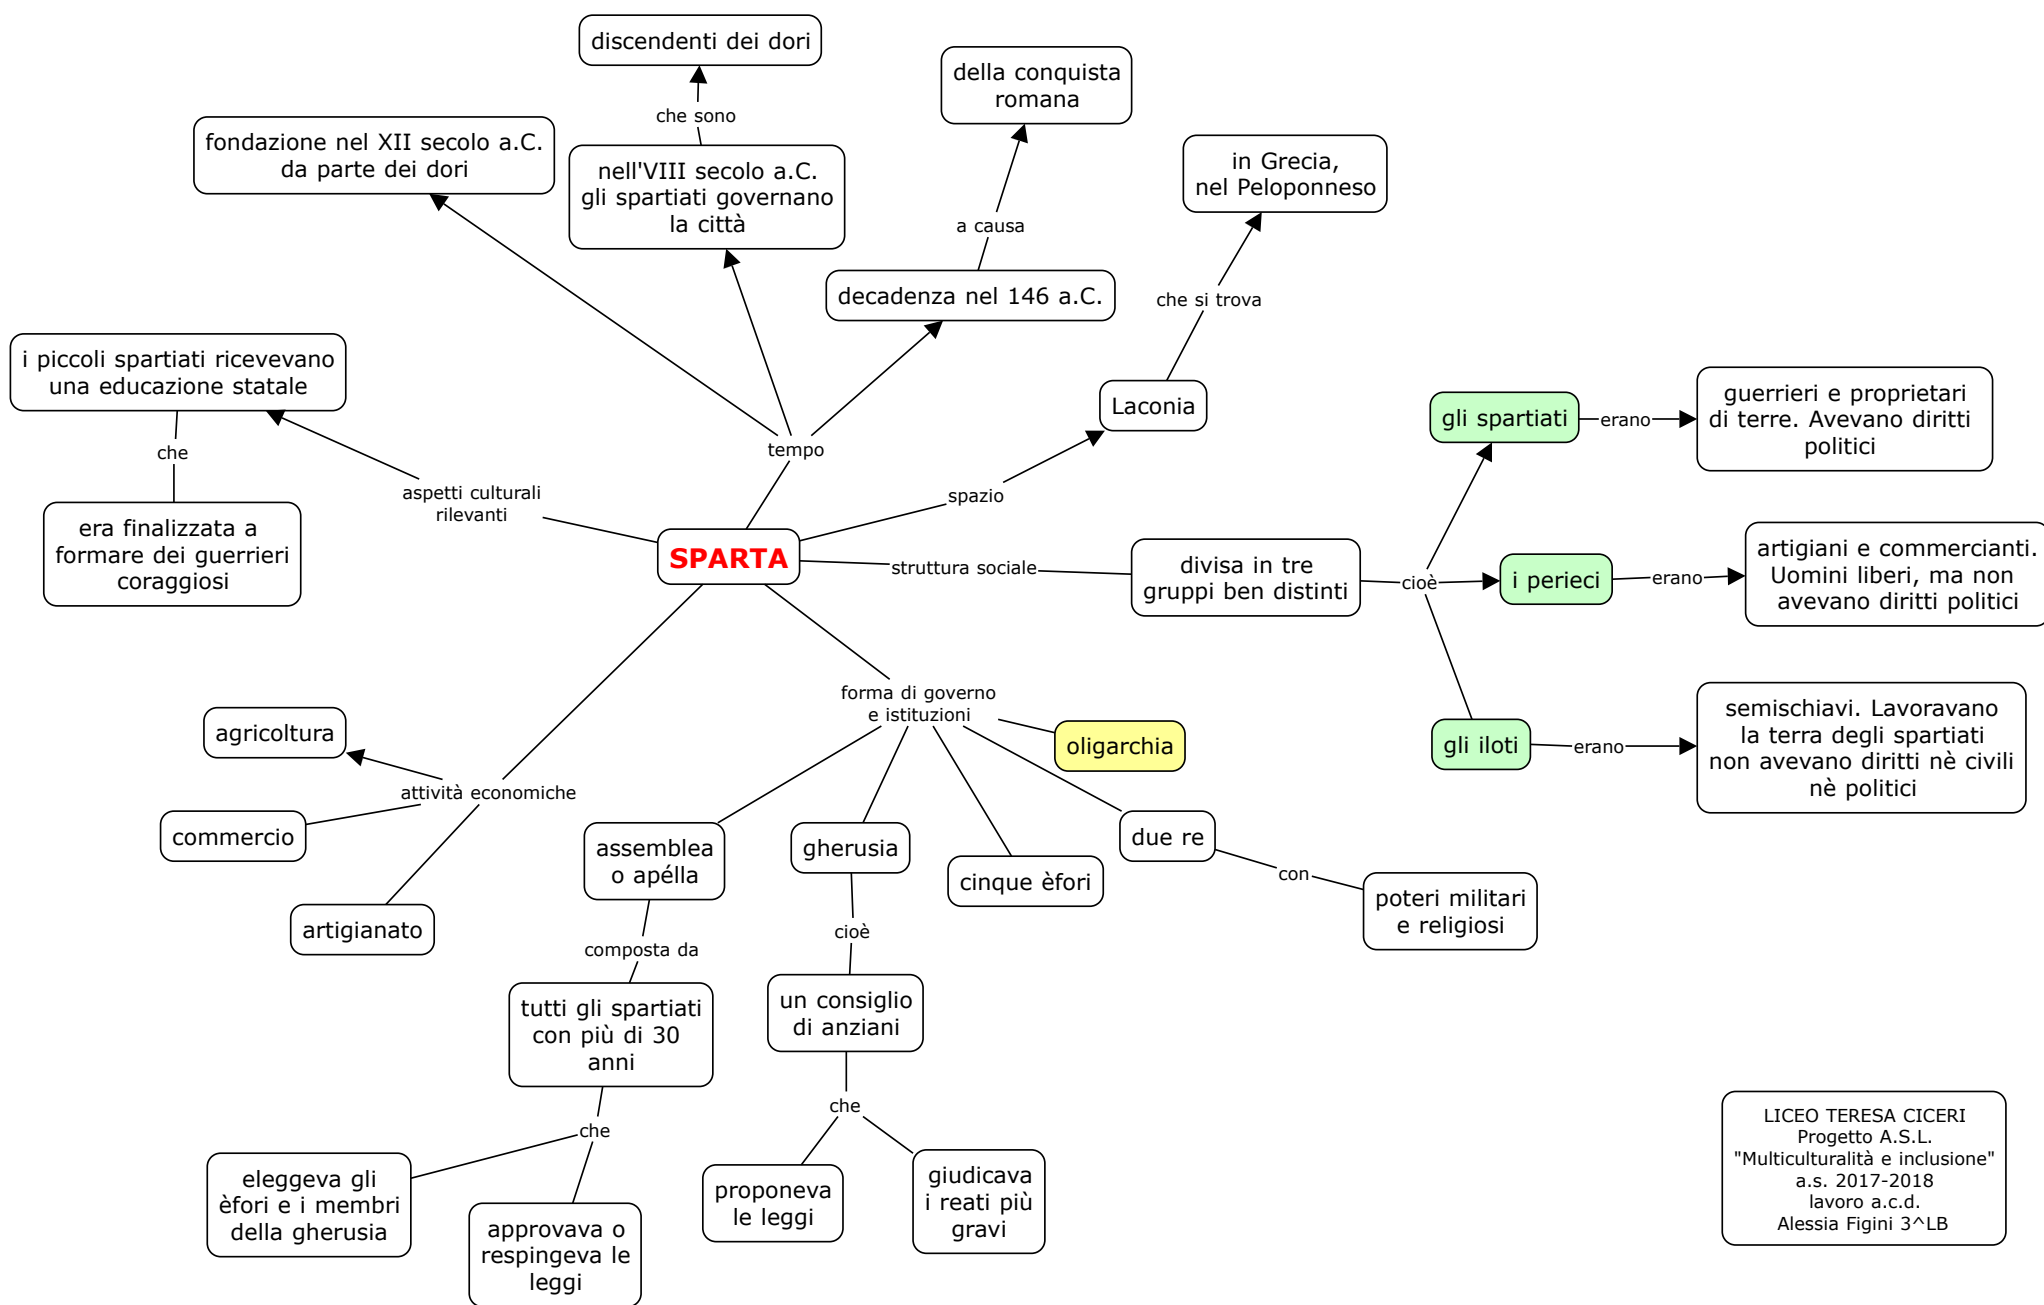 discendenti dei dori
che sono
della conquista
romana
fondazione nel XII secolo a.C.
da parte dei dori
nell'VIII secolo a.C.
gli spartiati governano
la città
in Grecia,
nel Peloponneso
a causa
decadenza nel 146 a.C.
che si trova
i piccoli spartiati ricevevano
una educazione statale
Laconia
gli spartiati
erano
guerrieri e proprietari
di terre. Avevano diritti
politici
che
tempo
aspetti culturali
rilevanti
spazio
era finalizzata a
formare dei guerrieri
coraggiosi
SPARTA
struttura sociale
divisa in tre
gruppi ben distinti
cioè
i perieci
erano
artigiani e commercianti.
Uomini liberi, ma non
avevano diritti politici
forma di governo
e istituzioni
oligarchia
gli iloti
erano
semischiavi. Lavoravano
la terra degli spartiati
non avevano diritti nè civili
nè politici
agricoltura
attività economiche
commercio
artigianato
assemblea
o apélla
gherusia
cinque èfori
due re
con
poteri militari
e religiosi
composta da
cioè
tutti gli spartiati
con più di 30
anni
un consiglio
di anziani
che
che
eleggeva gli
èfori e i membri
della gherusia
approvava o
respingeva le
leggi
proponeva
le leggi
giudicava
i reati più
gravi
LICEO TERESA CICERI
Progetto A.S.L.
"Multiculturalità e inclusione"
a.s. 2017-2018
lavoro a.c.d.
Alessia Figini 3^LB